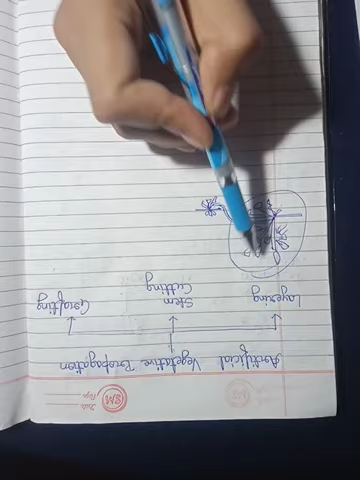 Artificial Vegetative Propagation
Layering
Stem Cutting
Grafting